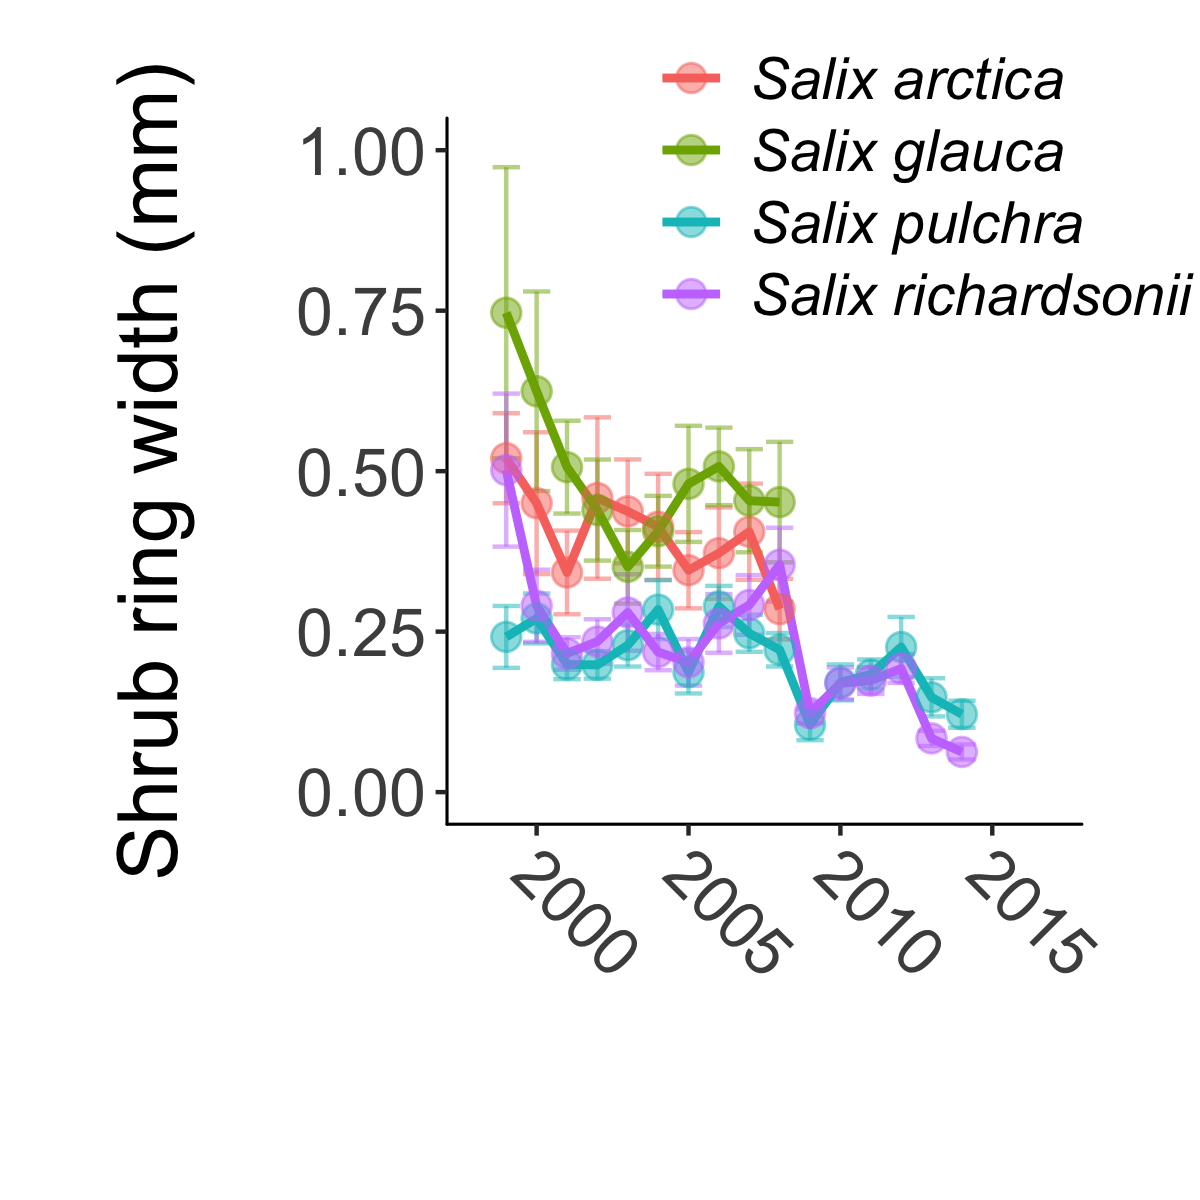 Salix arctica
Salix glauca
Salix pulchra
Salix richardsonii
Shrub ring width (mm)
1.00
0.75
0.50
0.25
0.00
2000
2005
2010
2015